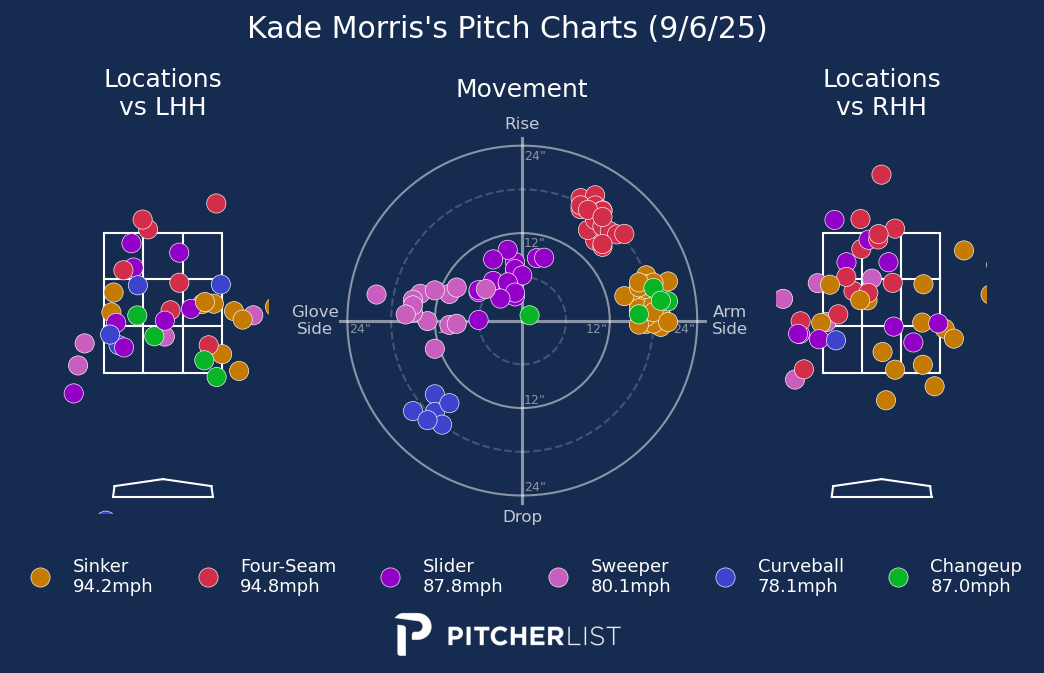 Kade Morris's Pitch Charts (9/6/25)
Locations
vs LHH
Movement
Locations
vs RHH
Rise
24"
12"
Glove
Side
24"
12"
24"
Arm
Side
12"
24"
Drop
Sinker
94.2mph
Four-Seam
94.8mph
Slider
87.8mph
Sweeper
80.1mph
Curveball
78.1mph
Changeup
87.0mph
PITCHERLIST